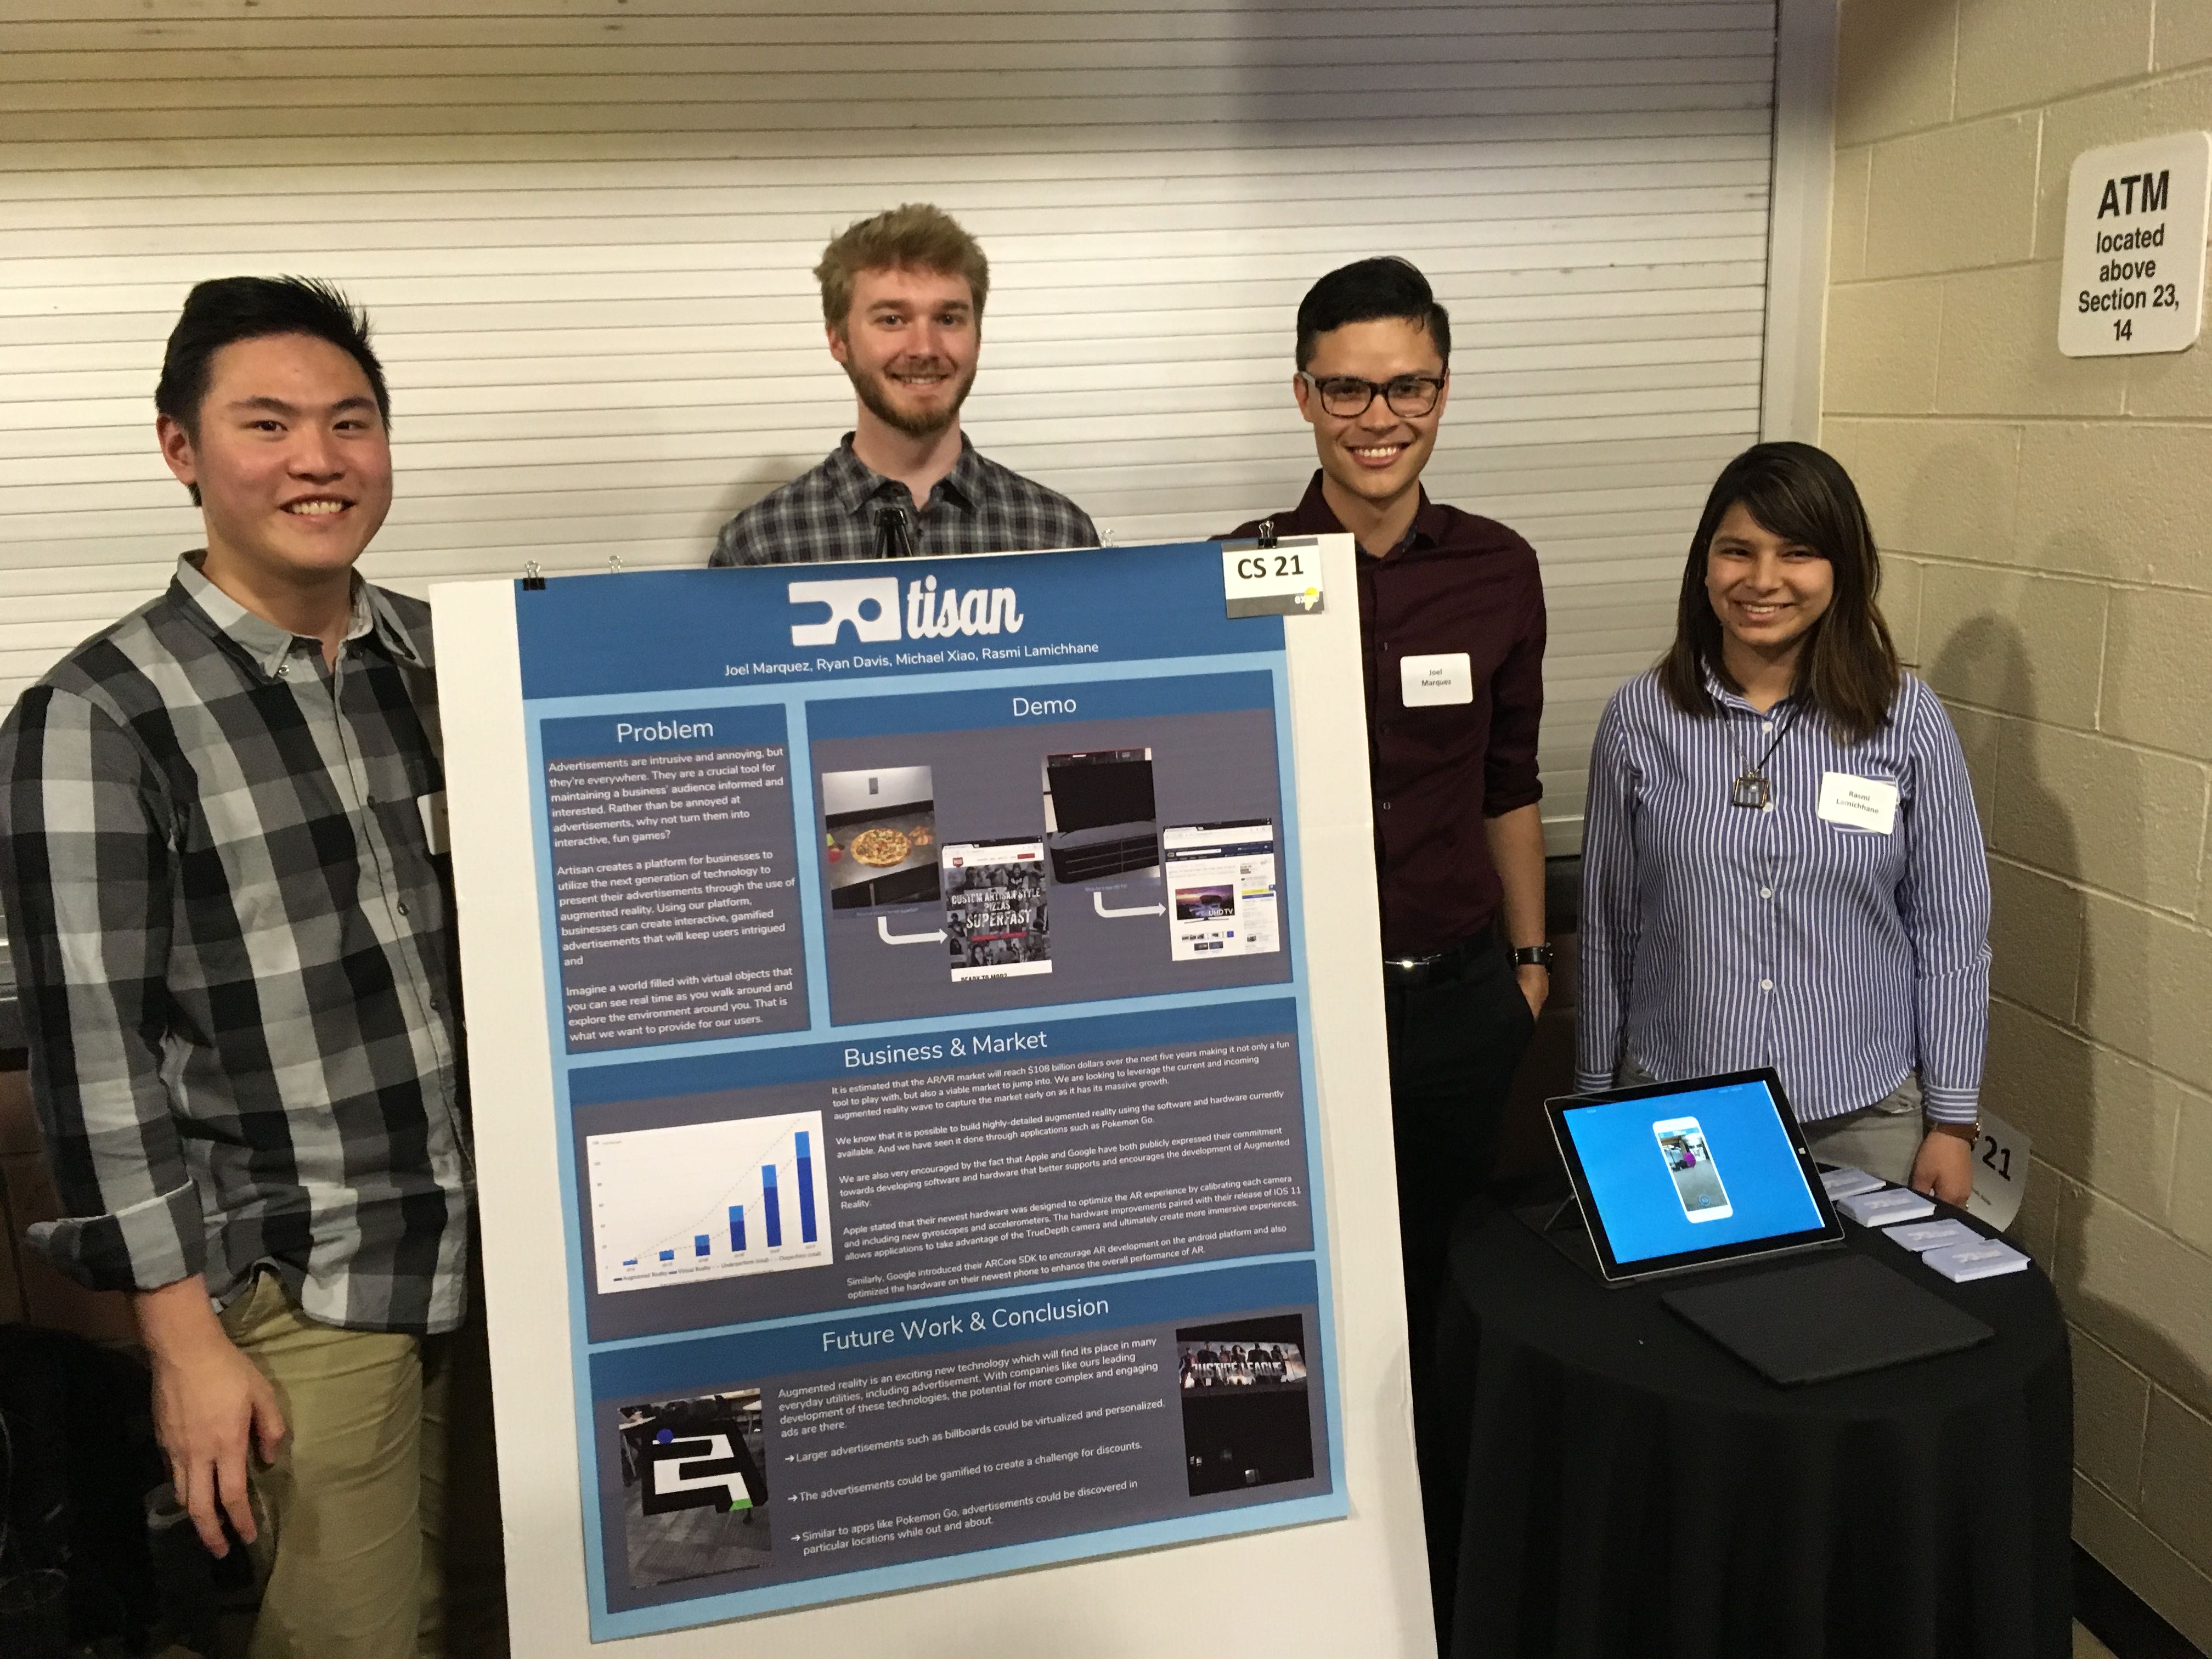 ATM
located
above
Section 23,
14
CS 21
tisan
Joel Marquez, Ryan Davis, Michael Xiao, Rasmi Lamichhane
Problem
Advertisements are intrusive and annoying, but
they're everywhere. They are a crucial tool for
maintaining a business' audience informed and
interested. Rather than be annoyed at
advertisements, why not turn them into
interactive, fun games?
Artisan creates a platform for businesses to
utilize the next generation of technology to
present their advertisements through the use of
augmented reality. Using our platform,
businesses can create interactive, gamified
advertisements that will keep users intrigued
and
Imagine a world filled with virtual objects that
you can see real time as you walk around and
explore the environment around you. That is
what we want to provide for our users.
Demo
CUSTOM ARTISAN STYLE
PIZZAS
SUPERFAST
UHD TV
Business & Market
It is estimated that the AR/VR market will reach $108 billion dollars over the next five years making it not only a fun
tool to play with, but also a viable market to jump into. We are looking to leverage the current and incoming
augmented reality wave to capture the market early on as it has its massive growth.
We know that it is possible to build highly-detailed augmented reality using the software and hardware currently
available. And we have seen it done through applications such as Pokemon Go.
We are also very encouraged by the fact that Apple and Google have both publicly expressed their commitment
towards developing software and hardware that better supports and encourages the development of Augmented
Reality.
Apple stated that their newest hardware was designed to optimize the AR experience by calibrating each camera
and including new gyroscopes and accelerometers. The hardware improvements paired with their release of IOS 11
allows applications to take advantage of the TrueDepth camera and ultimately create more immersive experiences.
Similarly, Google introduced their ARCore SDK to encourage AR development on the android platform and also
optimized the hardware on their newest phone to enhance the overall performance of AR.
Augmented Reality Virtual Reality
Future Work & Conclusion
Augmented reality is an exciting new technology which will find its place in many
everyday utilities, including advertisement. With companies like ours leading
development of these technologies, the potential for more complex and engaging
ads are there.
→ Larger advertisements such as billboards could be virtualized and personalized.
→ The advertisements could be gamified to create a challenge for discounts.
→ Similar to apps like Pokemon Go, advertisements could be discovered in
particular locations while out and about.
JUSTICE LEAGUE
Joel
Marquez
Rasmi
Lamichhane
21